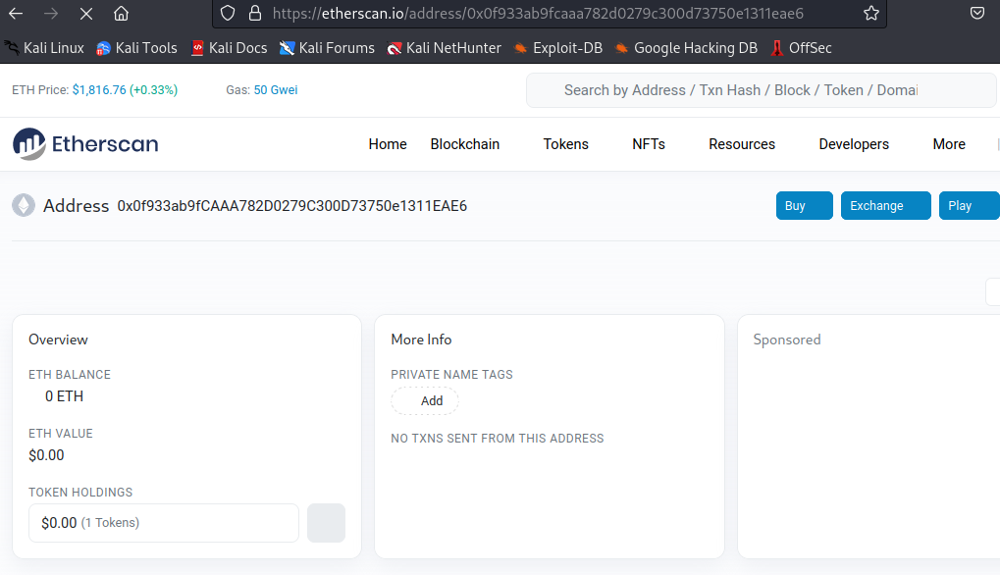 https://etherscan.io/address/0x0f933ab9fcaaa782d0279c300d73750e1311eae6
Kali Linux Kali Tools Kali Docs Kali Forums Kali NetHunter Exploit-DB Google Hacking DB OffSec
ETH Price: $1,816.76 (+0.33%) Gas: 50 Gwei Search by Address / Txn Hash / Block / Token / Domai
Etherscan Home Blockchain Tokens NFTs Resources Developers More
Address 0x0f933ab9fCAAA782D0279C300D73750e1311EAE6 Buy Exchange Play
Overview
ETH BALANCE
0 ETH
ETH VALUE
$0.00
TOKEN HOLDINGS
$0.00 (1 Tokens)
More Info
PRIVATE NAME TAGS
Add
NO TXNS SENT FROM THIS ADDRESS
Sponsored